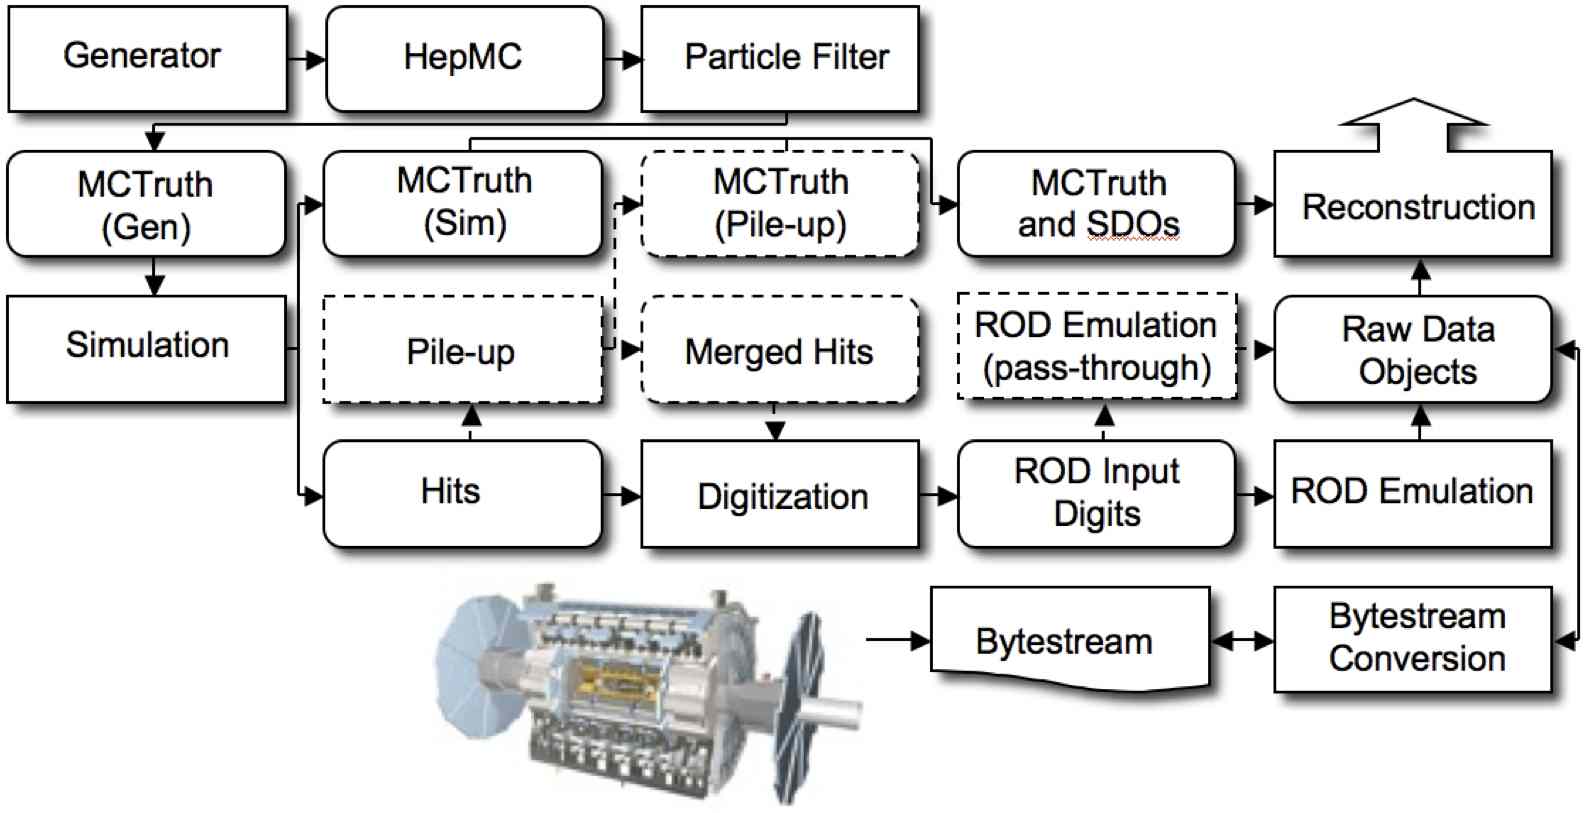 Generator
HepMC
Particle Filter
MCTruth
(Gen)
MCTruth
(Sim)
MCTruth
(Pile-up)
MCTruth
and SDOs
Reconstruction
Simulation
Pile-up
Merged Hits
ROD Emulation
(pass-through)
Raw Data
Objects
Hits
Digitization
ROD Input
Digits
ROD Emulation
Bytestream
Bytestream
Conversion